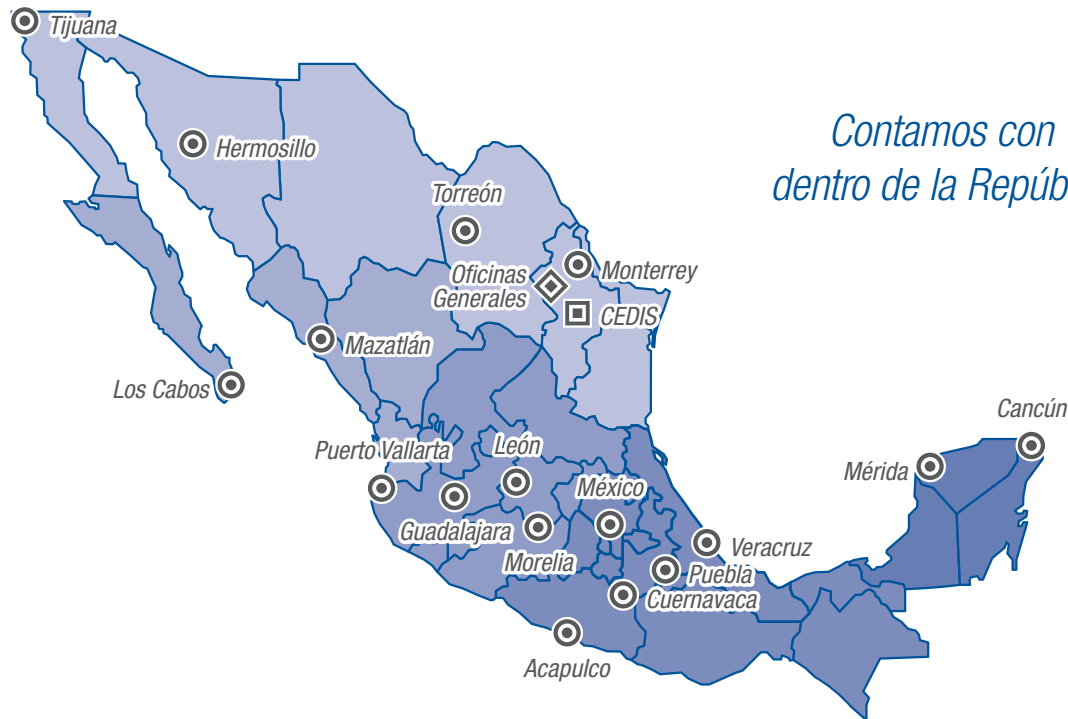 Tijuana
Hermosillo
Contamos con
dentro de la Repúb
Torreón
Oficinas
Generales
Monterrey
CEDIS
Mazatlán
Los Cabos
Cancún
Puerto Vallarta
León
Mérida
México
Guadalajara
Morelia
Veracruz
Puebla
Cuernavaca
Acapulco